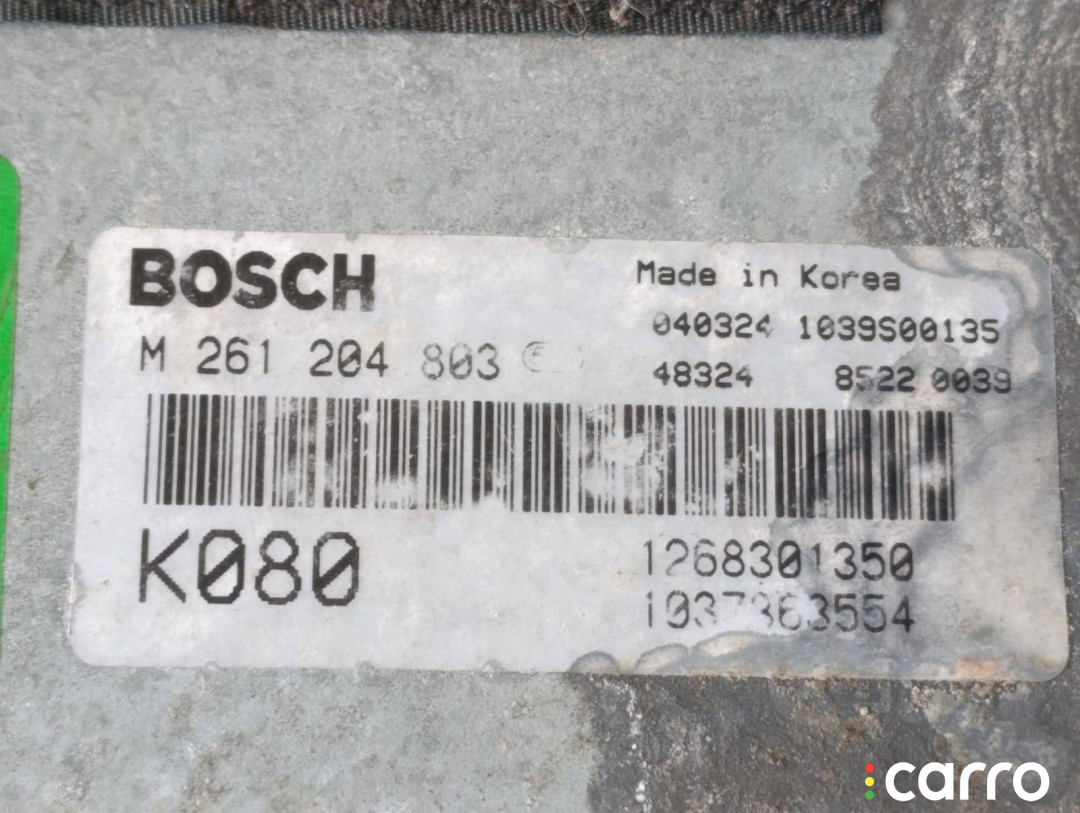 BOSCH
Made in Korea
040324 1039S00135
M 261 204 803
48324 8522 0039
K080
1268301350
1037363554
carro